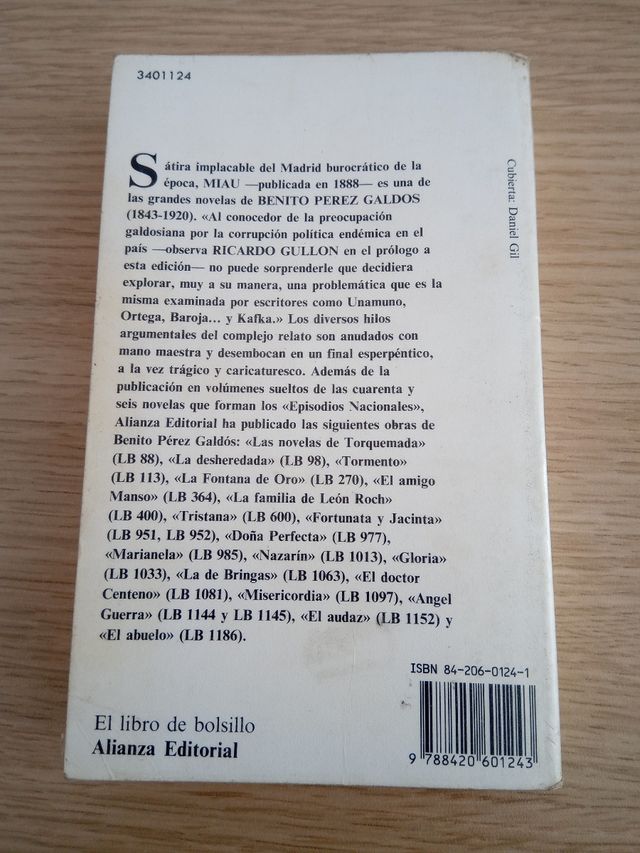 3401124
Sátira implacable del Madrid burocrático de la
época, MIAU —publicada en 1888— es una de
las grandes novelas de BENITO PEREZ GALDOS
(1843-1920). «Al conocedor de la preocupación
galdosiana por la corrupción política endémica en el
país —observa RICARDO GULLON en el prólogo a
esta edición— no puede sorprenderle que decidiera
explorar, muy a su manera, una problemática que es la
misma examinada por escritores como Unamuno,
Ortega, Baroja... y Kafka.» Los diversos hilos
argumentales del complejo relato son anudados con
mano maestra y desembocan en un final esperpéntico,
a la vez trágico y caricaturesco. Además de la
publicación en volúmenes sueltos de las cuarenta y
seis novelas que forman los «Episodios Nacionales»,
Alianza Editorial ha publicado las siguientes obras de
Benito Pérez Galdós: «Las novelas de Torquemada»
(LB 88), «La desheredada» (LB 98), «Tormento»
(LB 113), «La Fontana de Oro» (LB 270), «El amigo
Manso» (LB 364), «La familia de León Roch»
(LB 400), «Tristana» (LB 600), «Fortunata y Jacinta»
(LB 951, LB 952), «Doña Perfecta» (LB 977),
«Marianela» (LB 985), «Nazarín» (LB 1013), «Gloria»
(LB 1033), «La de Bringas» (LB 1063), «El doctor
Centeno» (LB 1081), «Misericordia» (LB 1097), «Angel
Guerra» (LB 1144 y LB 1145), «El audaz» (LB 1152) y
«El abuelo» (LB 1186).
Cubierta: Daniel Gil
El libro de bolsillo
Alianza Editorial
ISBN 84-206-0124-1
9 788420 601243